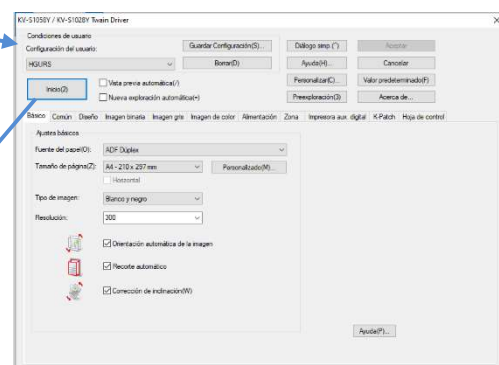 KV-S1058Y / KV-S1028Y Twain Driver
Condiciones de usuario
Configuración del usuario:
Guardar Configuración(S)...
Diálogo simp.(")
Aceptar
HGURS
Borrar(D)
Ayuda(H)...
Cancelar
Inicio(2)
Vista previa automática(/)
Personalizar(C)...
Valor predeterminado(F)
Nueva exploración automática(+)
Preexploración(3)
Acerca de...
Básico Común Diseño Imagen binaria Imagen gris Imagen de color Alimentación Zona Impresora aux. digital K-Patch Hoja de control
Ajustes básicos
Fuente del papel(O):
ADF Dúplex
Tamaño de página(Z):
A4 - 210 x 297 mm
Personalizado(M)...
Horizontal
Tipo de imagen:
Blanco y negro
Resolución:
300
Orientación automática de la imagen
Recorte automático
Corrección de inclinación(W)
Ayuda(P)...